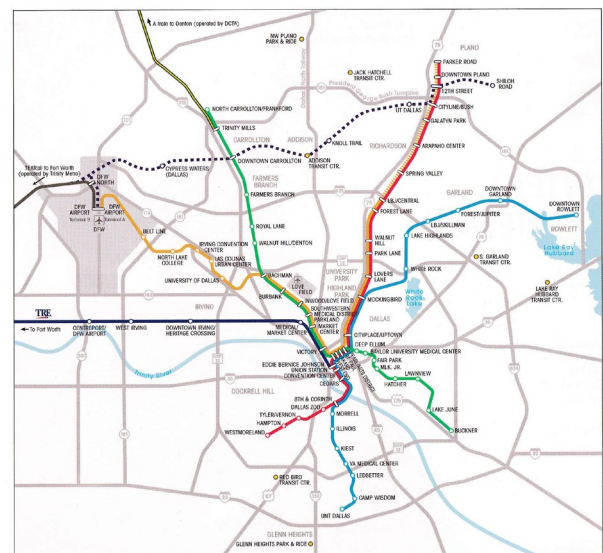 A-train to Denton (operated by DCTA)
NW PLANO
PARK & RIDE
JACK HATCHELL
TRANSIT CTR.
PLANO
PARKER ROAD
DOWNTOWN PLANO
12TH STREET
SHILOH
ROAD
CITYLINE/BUSH
UT DALLAS
GALATYN PARK
President George Bush Turnpike
Dallas North Tollway
NORTH CARROLLTON/FRANKFORD
TRINITY MILLS
CARROLLTON
ADDISON
KNOLL TRAIL
RICHARDSON
ARAPAHO CENTER
TEXRail to Fort Worth
(operated by Trinity Metro)
DFW
NORTH
CYPRESS WATERS
(DALLAS)
DOWNTOWN CARROLLTON
ADDISON
TRANSIT CTR.
SPRING VALLEY
FARMERS
BRANCH
FARMERS BRANCH
GARLAND
DOWNTOWN
GARLAND
DFW
AIRPORT
Terminal B
DFW
AIRPORT
Terminal A
DFW
LBJ/CENTRAL
FOREST LANE
FOREST/JUPITER
DOWNTOWN
ROWLETT
LBJ/SKILLMAN
ROWLETT
BELT LINE
ROYAL LANE
WALNUT HILL/DENTON
WALNUT
HILL
LAKE HIGHLANDS
Lake Ray
Hubbard
NORTH LAKE
COLLEGE
IRVING CONVENTION
CENTER
LAS COLINAS
URBAN CENTER
UNIVERSITY OF DALLAS
BACHMAN
LOVE
FIELD
UNIVERSITY
PARK
HIGHLAND
PARK
PARK LANE
LOVERS
LANE
WHITE ROCK
S. GARLAND
TRANSIT CTR.
LAKE RAY
HUBBARD
TRANSIT CTR.
White
Rock
Lake
IRVING
BURBANK
INWOOD/LOVE FIELD
SOUTHWESTERN
MEDICAL DISTRICT/
PARKLAND
MARKET
CENTER
MOCKINGBIRD
DALLAS
TRE
To Fort Worth
CENTREPORT/
DFW AIRPORT
WEST IRVING
DOWNTOWN IRVING/
HERITAGE CROSSING
MEDICAL/
MARKET CENTER
CITYPLACE/UPTOWN
DEEP ELLUM
BAYLOR UNIVERSITY MEDICAL CENTER
FAIR PARK
MLK, JR.
HATCHER
LAWNVIEW
VICTORY
EDDIE BERNICE JOHNSON
UNION STATION
CONVENTION CENTER
CEDARS
Trinity River
COCKRELL HILL
8TH & CORINTH
DALLAS ZOO
TYLER/VERNON
HAMPTON
WESTMORELAND
LAKE JUNE
BUCKNER
MORRELL
ILLINOIS
KIEST
VA MEDICAL CENTER
LEDBETTER
CAMP WISDOM
UNT DALLAS
RED BIRD
TRANSIT CTR.
GLENN HEIGHTS
GLENN HEIGHTS PARK & RIDE